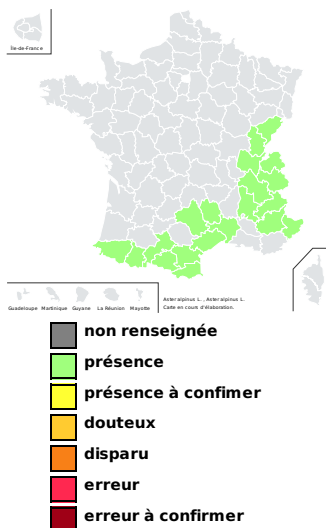 Île-de-France
Guadeloupe Martinique Guyane La Réunion Mayotte
Aster alpinus L. , Aster alpinus L.
Carte en cours d'élaboration.
non renseignée
présence
présence à confimer
douteux
disparu
erreur
erreur à confirmer